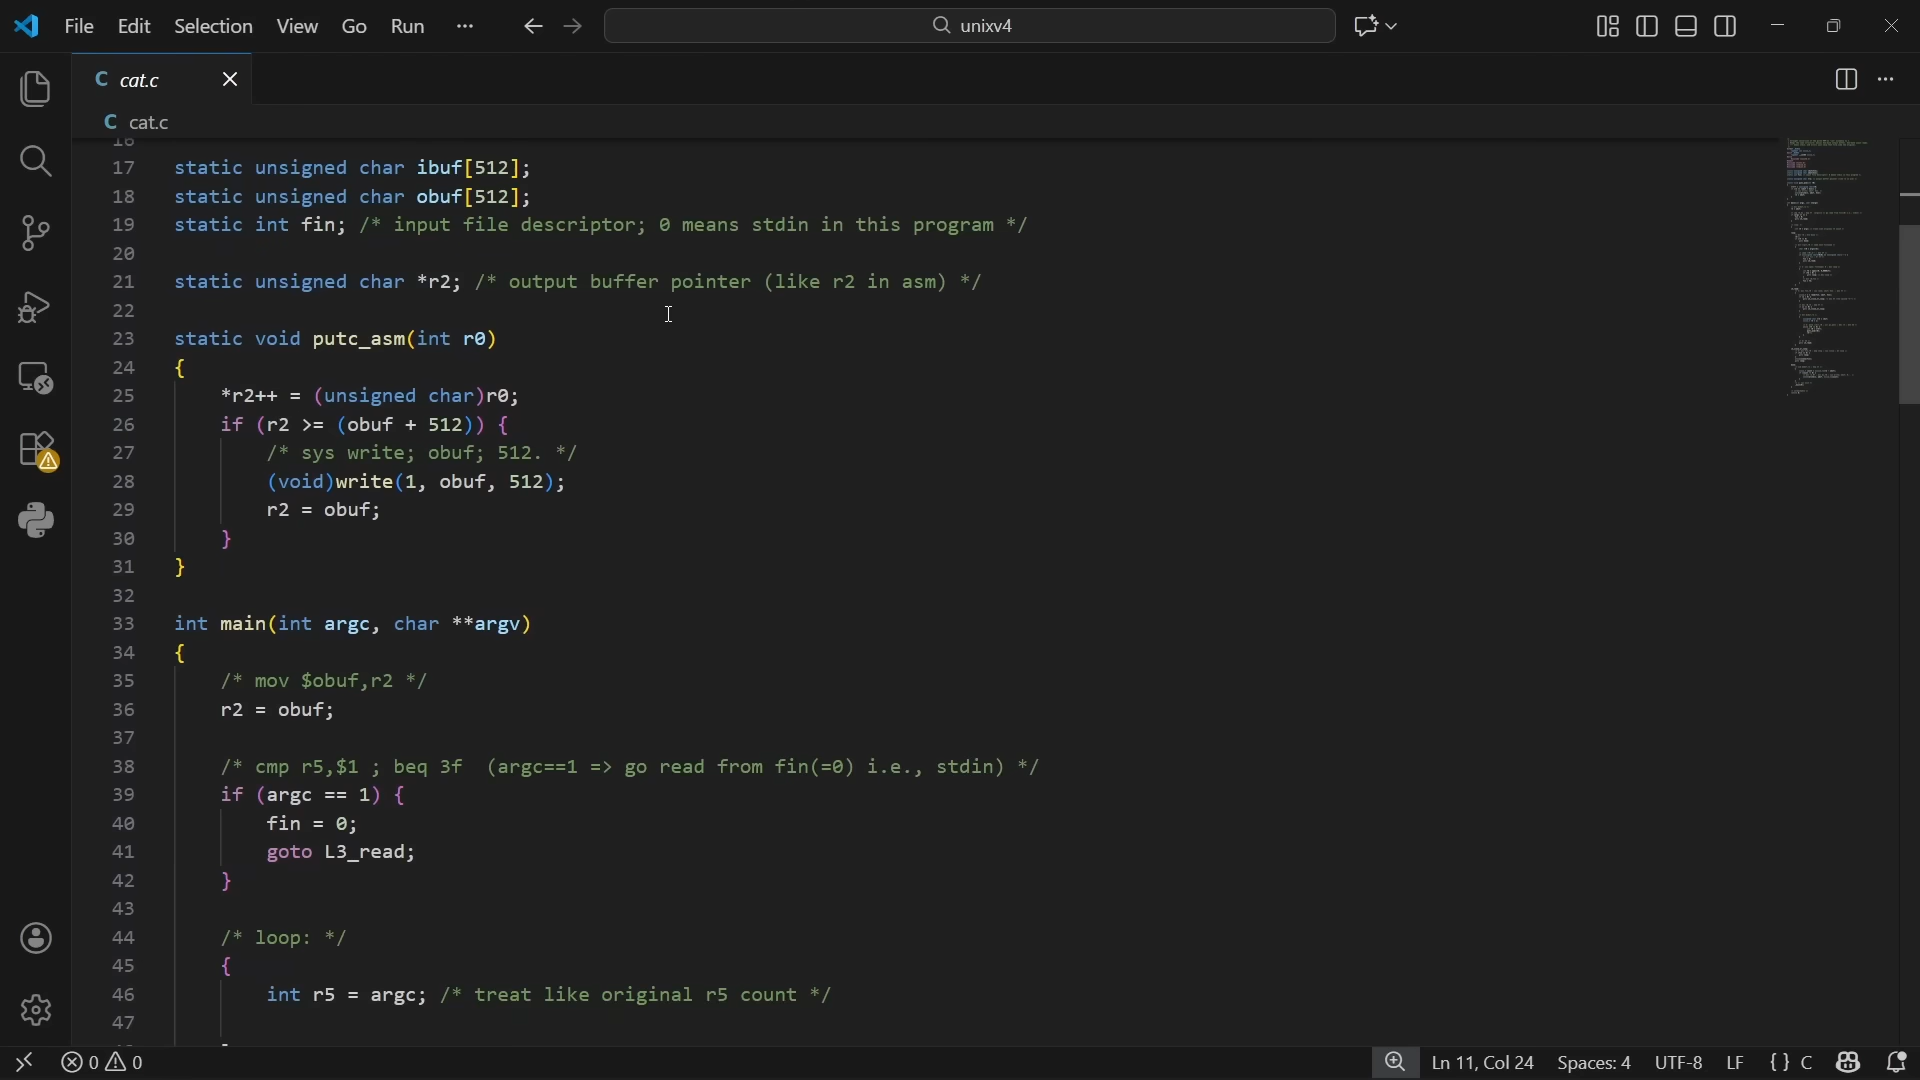 File Edit Selection View Go Run ··· unixv4
C cat.c
C cat.c
16
17 static unsigned char ibuf[512];
18 static unsigned char obuf[512];
19 static int fin; /* input file descriptor; 0 means stdin in this program */
20
21 static unsigned char *r2; /* output buffer pointer (like r2 in asm) */
22
23 static void putc_asm(int r0)
24 {
25 *r2++ = (unsigned char)r0;
26 if (r2 >= (obuf + 512)) {
27 /* sys write; obuf; 512. */
28 (void)write(1, obuf, 512);
29 r2 = obuf;
30 }
31 }
32
33 int main(int argc, char **argv)
34 {
35 /* mov $obuf,r2 */
36 r2 = obuf;
37
38 /* cmp r5,$1 ; beq 3f (argc==1 => go read from fin(=0) i.e., stdin) */
39 if (argc == 1) {
40 fin = 0;
41 goto L3_read;
42 }
43
44 /* loop: */
45 {
46 int r5 = argc; /* treat like original r5 count */
47
0 0 Ln 11, Col 24 Spaces: 4 UTF-8 LF { } C